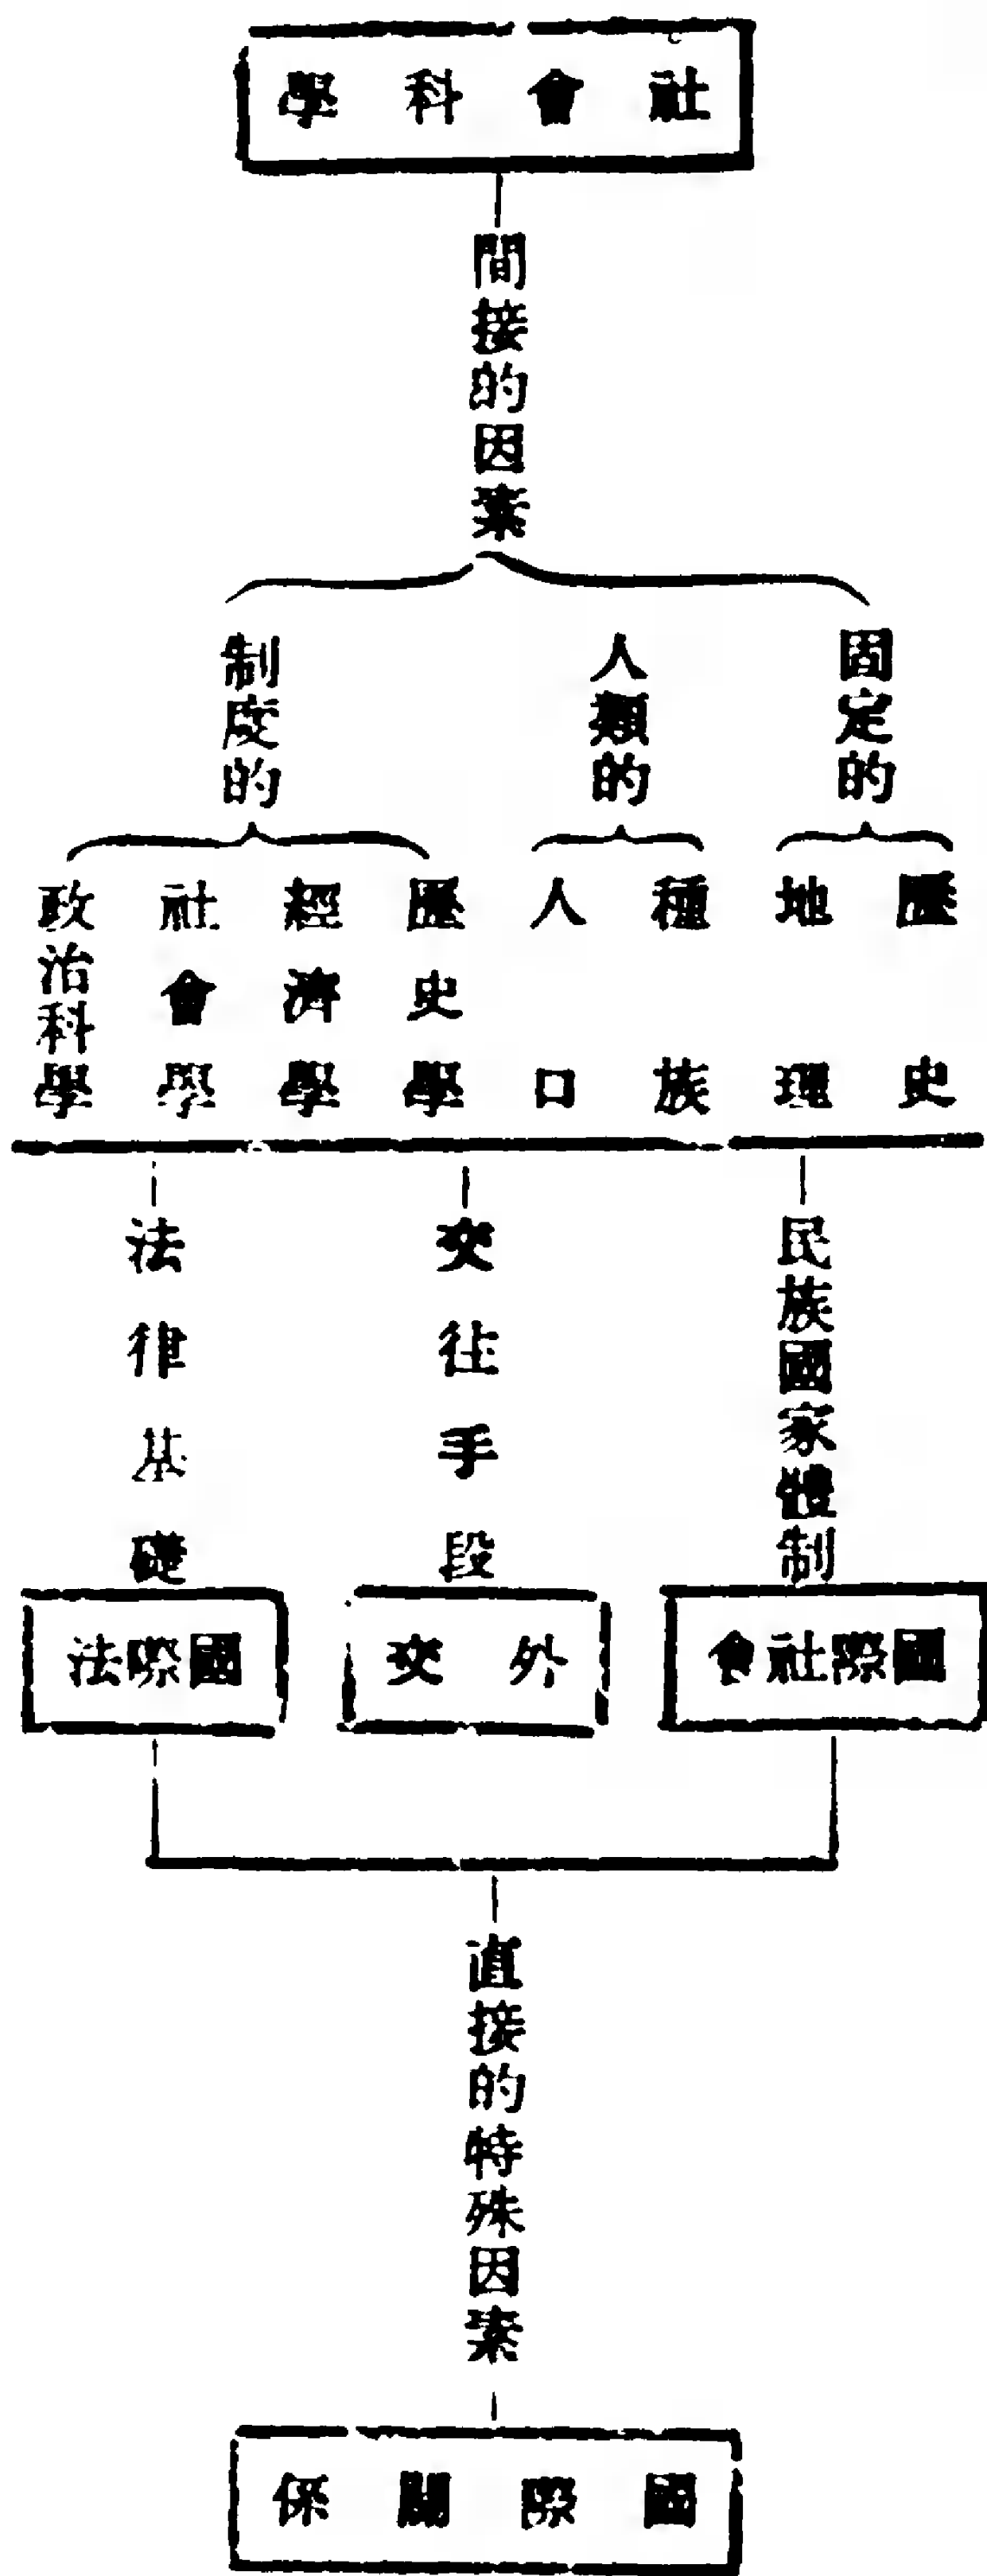 社會科學
間接的因素
固定的
人類的
制度的
歷史
地理
種族
人口
歷史學
經濟學
社會學
政治科學
民族國家體制
交往手段
法律基礎
國際社會
外交
國際法
直接的特殊因素
國際關係